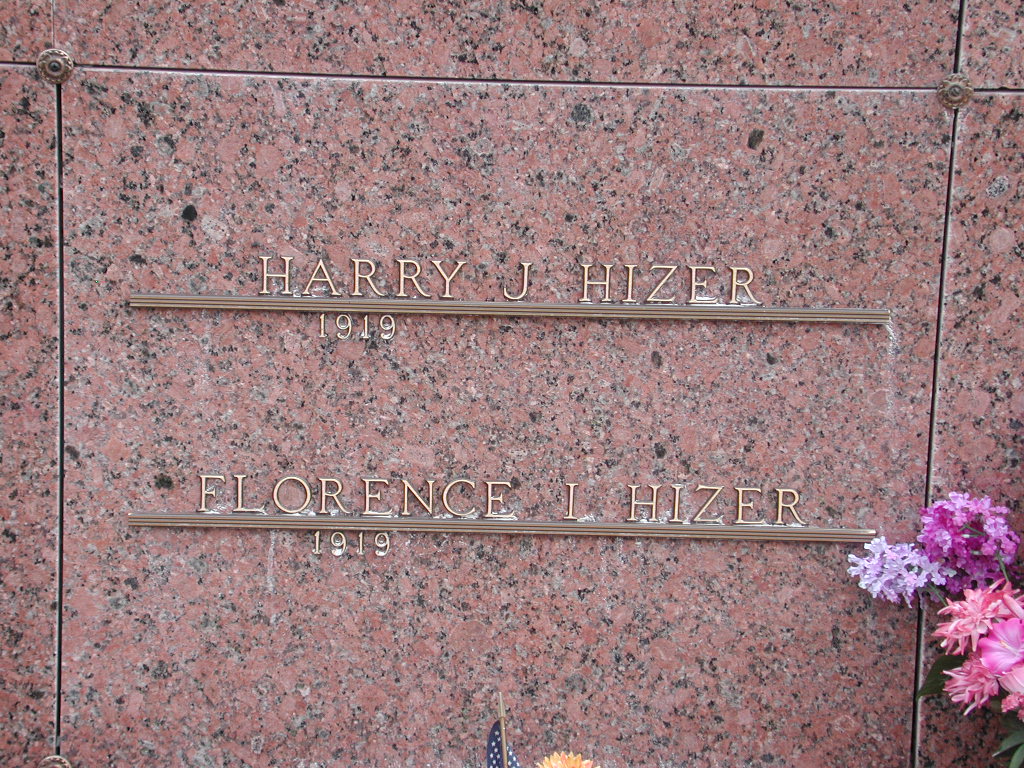 HARRY J HIZER
1919
FLORENCE I HIZER
1919